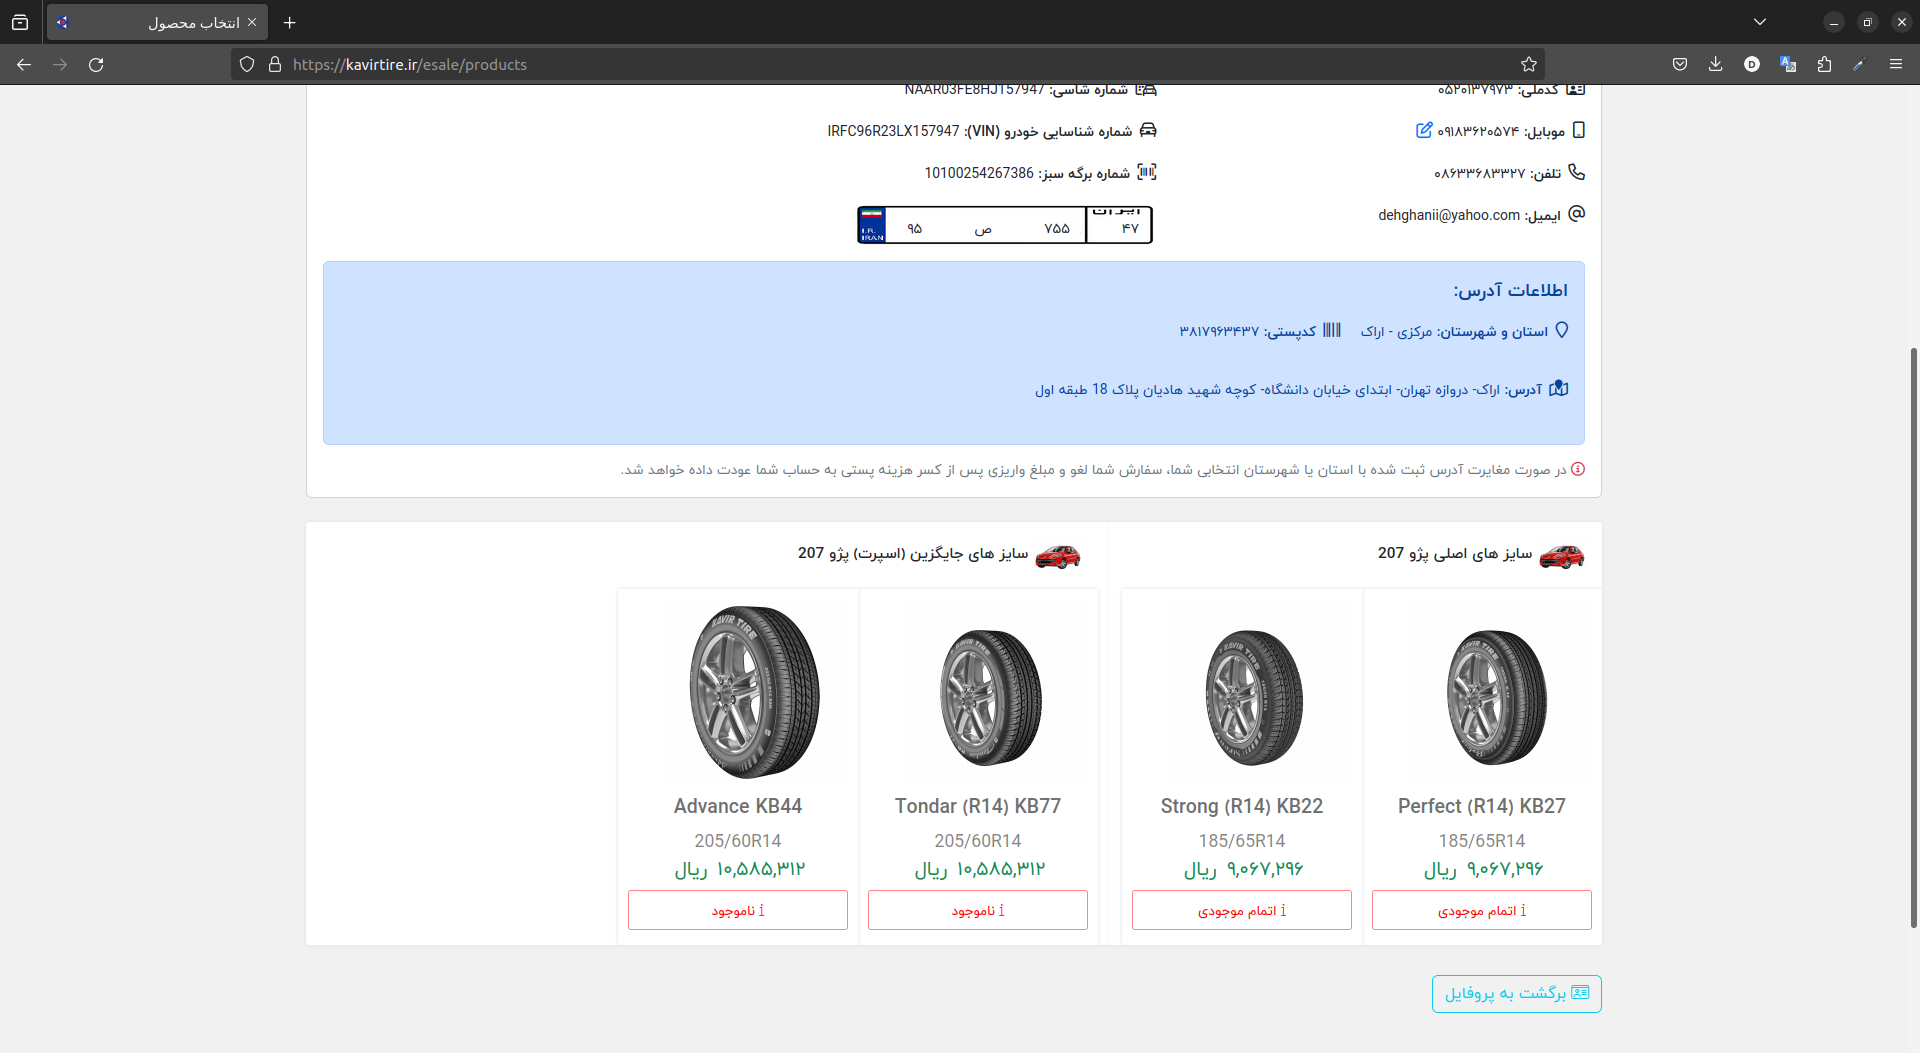 انتخاب محصول
https://kavirtire.ir/esale/products
کدملی: ۰۵۲۰۱۳۷۹۷۳
شماره شاسی: NAAR03FE8HJ157947
موبایل: ۰۹۱۸۳۶۲۰۵۷۴
شماره شناسایی خودرو (VIN): IRFC96R23LX157947
تلفن: ۰۸۶۳۳۶۸۳۳۲۷
شماره برگه سبز: 10100254267386
ایمیل: dehghanii@yahoo.com
ایران
۴۷ ۷۵۵ ص ۹۵
I.R.
IRAN
اطلاعات آدرس:
استان و شهرستان: مرکزی - اراک کدپستی: ۳۸۱۷۹۶۳۴۳۷
آدرس: اراک- دروازه تهران- ابتدای خیابان دانشگاه- کوچه شهید هادیان پلاک 18 طبقه اول
در صورت مغایرت آدرس ثبت شده با استان یا شهرستان انتخابی شما، سفارش شما لغو و مبلغ واریزی پس از کسر هزینه پستی به حساب شما عودت داده خواهد شد.
سایز های اصلی پژو 207
Perfect (R14) KB27
185/65R14
۹,۰۶۷,۲۹۶ ریال
اتمام موجودی
Strong (R14) KB22
185/65R14
۹,۰۶۷,۲۹۶ ریال
اتمام موجودی
سایز های جایگزین (اسپرت) پژو 207
Tondar (R14) KB77
205/60R14
۱۰,۵۸۵,۳۱۲ ریال
ناموجود
KAVIR TIRE
Advance KB44
205/60R14
۱۰,۵۸۵,۳۱۲ ریال
ناموجود
برگشت به پروفایل